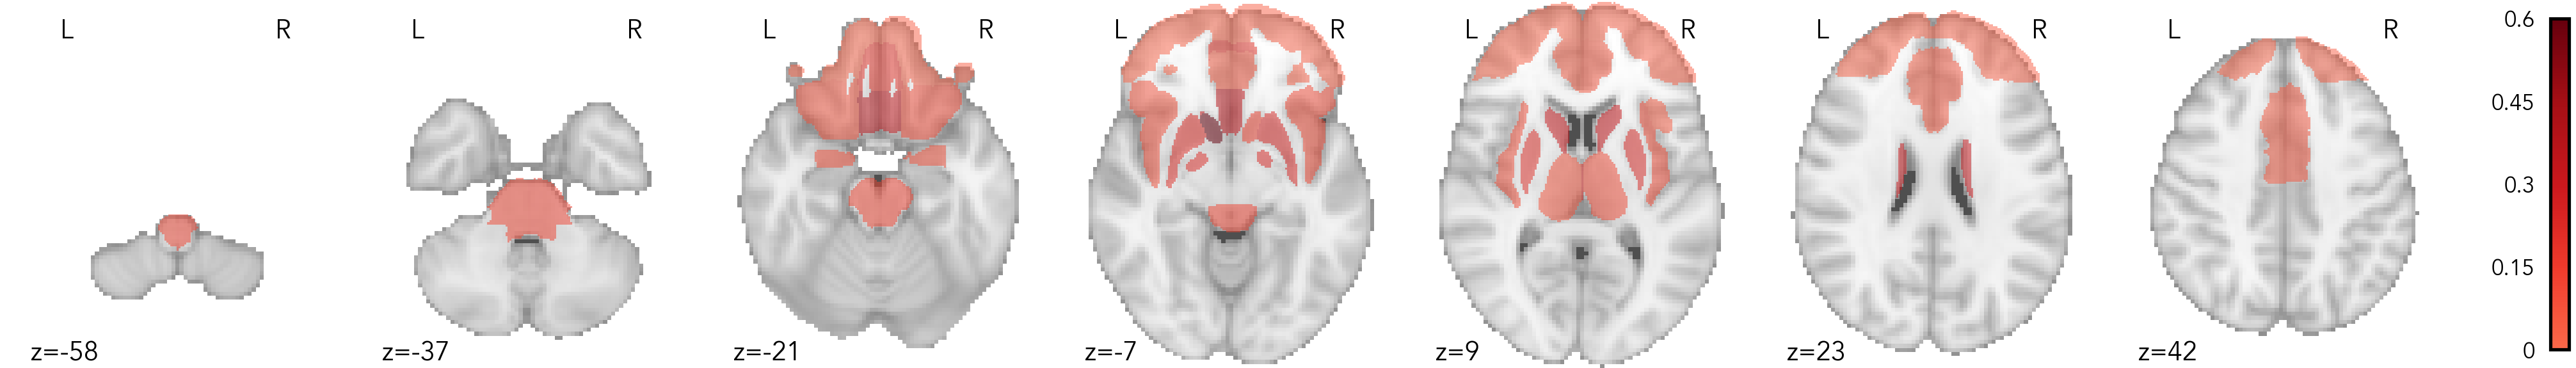 L R L R L R L R L R L R L R
z=-58 z=-37 z=-21 z=-7 z=9 z=23 z=42
0.6
0.45
0.3
0.15
0